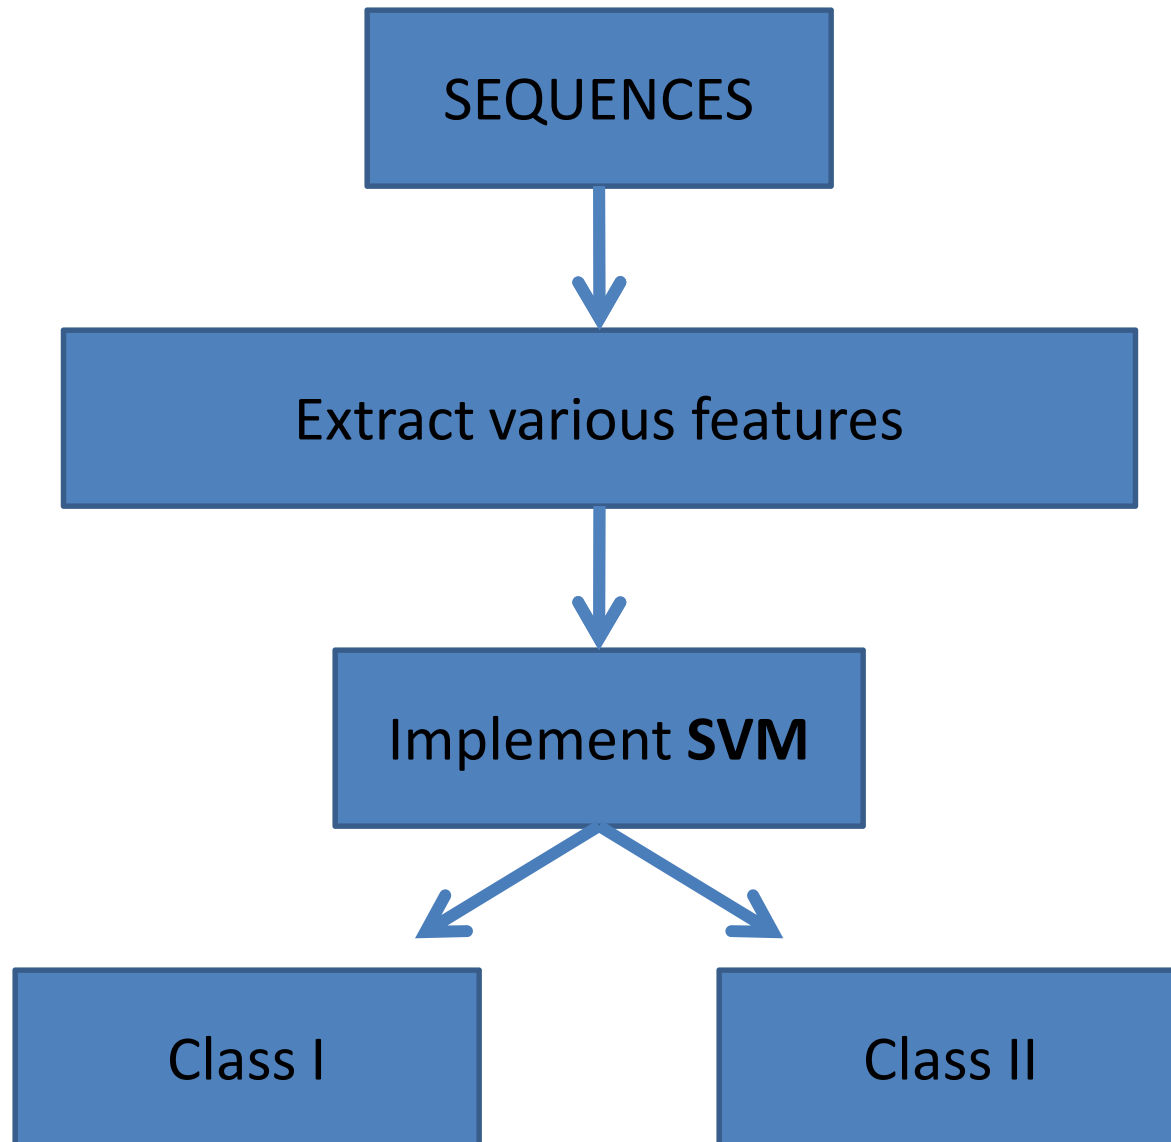 SEQUENCES
Extract various features
Implement SVM
Class I
Class II